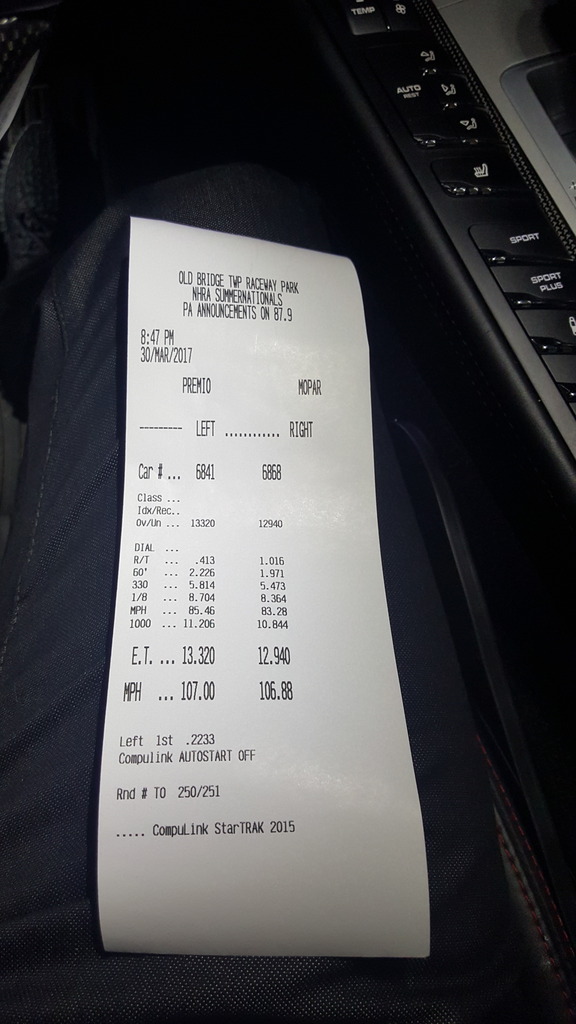 TEMP
AUTO
REST
SPORT
SPORT
PLUS
OLD BRIDGE TWP RACEWAY PARK
NHRA SUMMERNATIONALS
PA ANNOUNCEMENTS ON 87.9
8:47 PM
30/MAR/2017
PREMIO MOPAR
--------- LEFT ............ RIGHT
Car # ... 6841 6868
Class ...
Idx/Rec..
Ov/Un ... 13320 12940
DIAL ...
R/T ... .413 1.016
60' ... 2.226 1.971
330 ... 5.814 5.473
1/8 ... 8.704 8.364
MPH ... 85.46 83.28
1000 ... 11.206 10.844
E.T. ... 13.320 12.940
MPH ... 107.00 106.88
Left 1st .2233
Compulink AUTOSTART OFF
Rnd # TO 250/251
..... CompuLink StarTRAK 2015